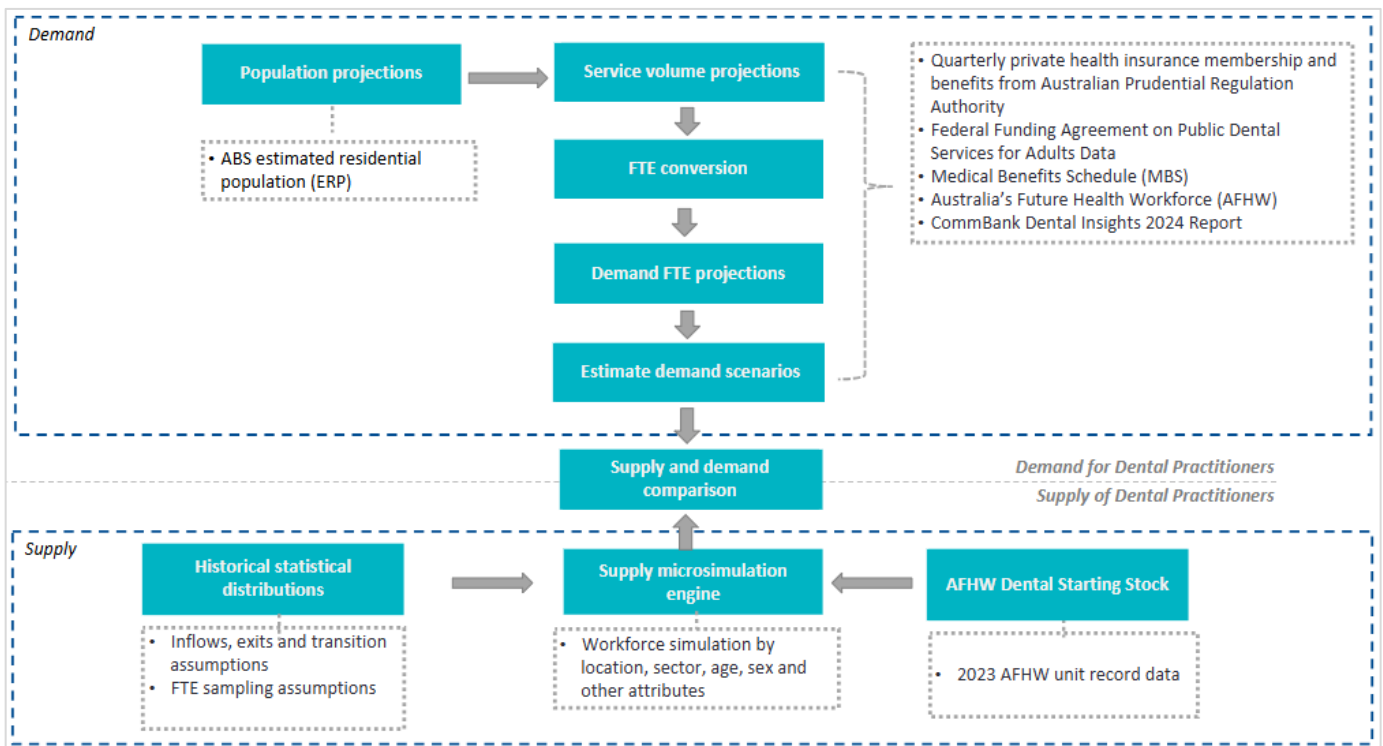 Demand
Population projections
Service volume projections
• Quarterly private health insurance membership and
benefits from Australian Prudential Regulation
Authority
• Federal Funding Agreement on Public Dental
Services for Adults Data
• Medical Benefits Schedule (MBS)
• Australia's Future Health Workforce (AFHW)
• CommBank Dental Insights 2024 Report
• ABS estimated residential
population (ERP)
FTE conversion
Demand FTE projections
Estimate demand scenarios
Supply and demand
comparison
Demand for Dental Practitioners
Supply of Dental Practitioners
Supply
Historical statistical
distributions
Supply microsimulation
engine
AFHW Dental Starting Stock
• Inflows, exits and transition
assumptions
• FTE sampling assumptions
• Workforce simulation by
location, sector, age, sex and
other attributes
• 2023 AFHW unit record data